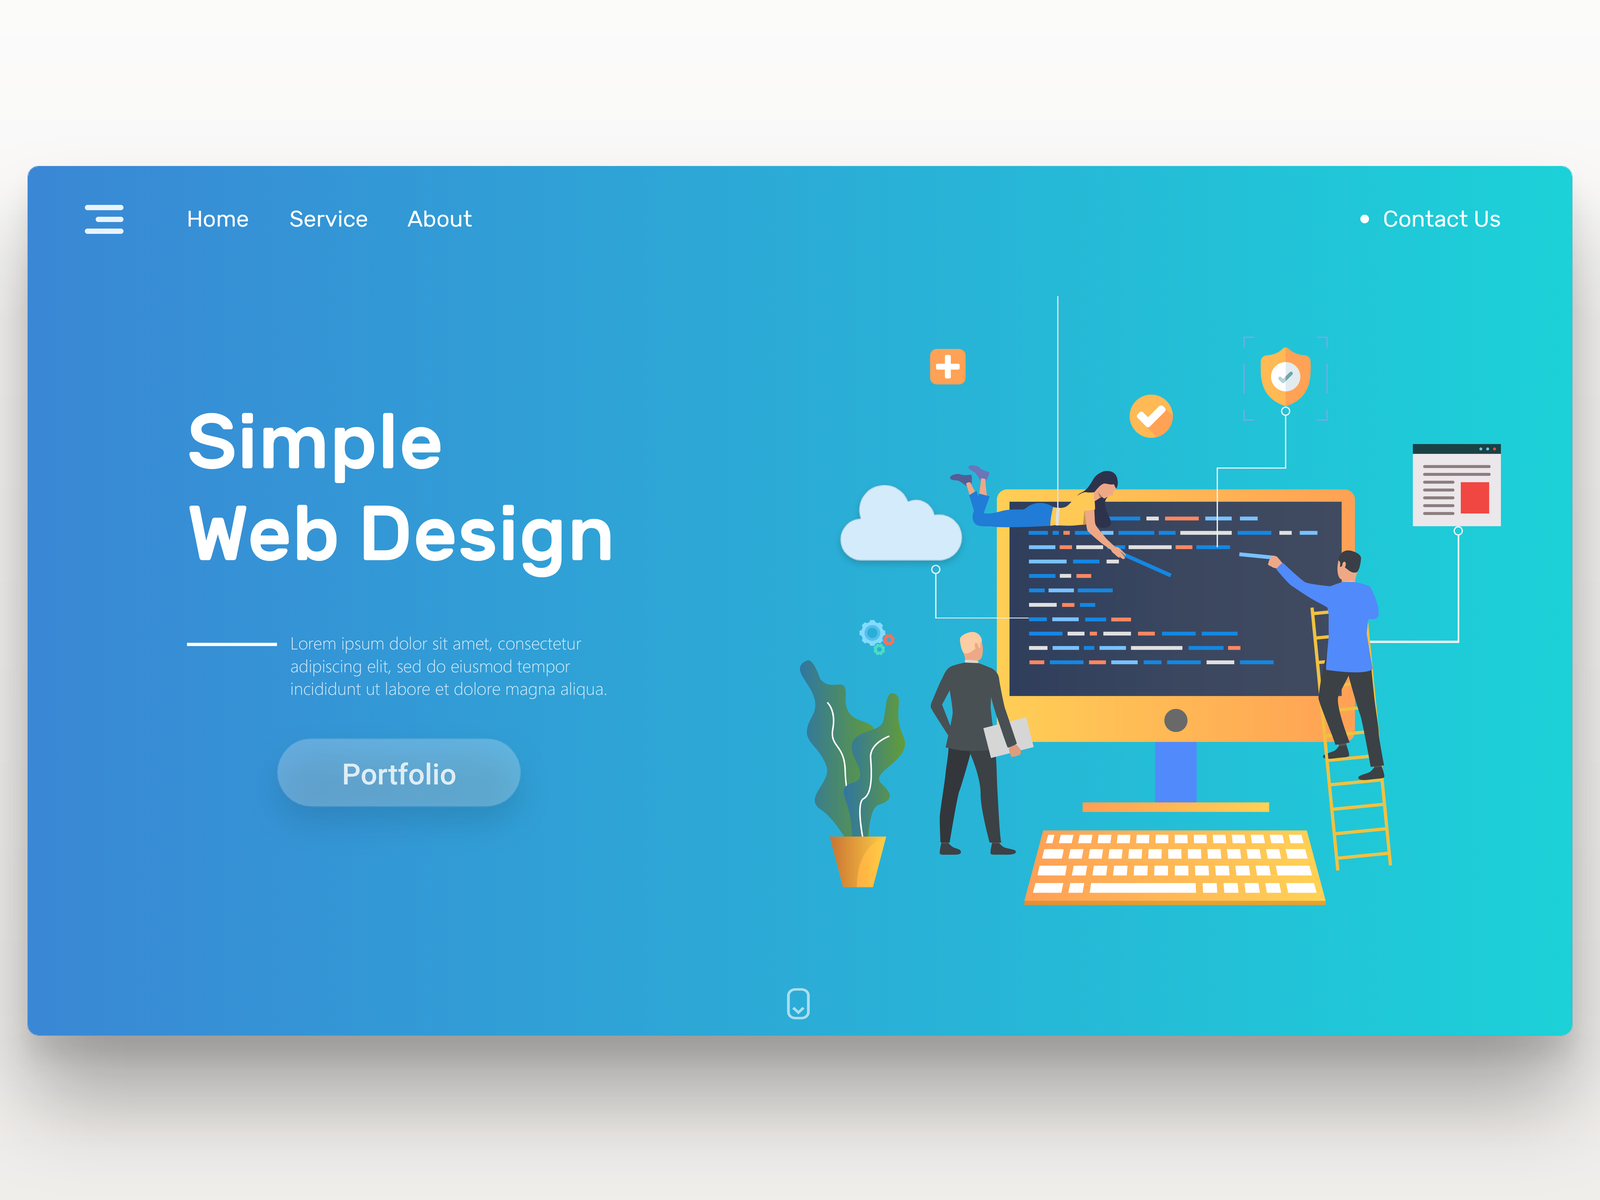 Home Service About Contact Us
Simple
Web Design
Lorem ipsum dolor sit amet, consectetur
adipiscing elit, sed do eiusmod tempor
incididunt ut labore et dolore magna aliqua.
Portfolio